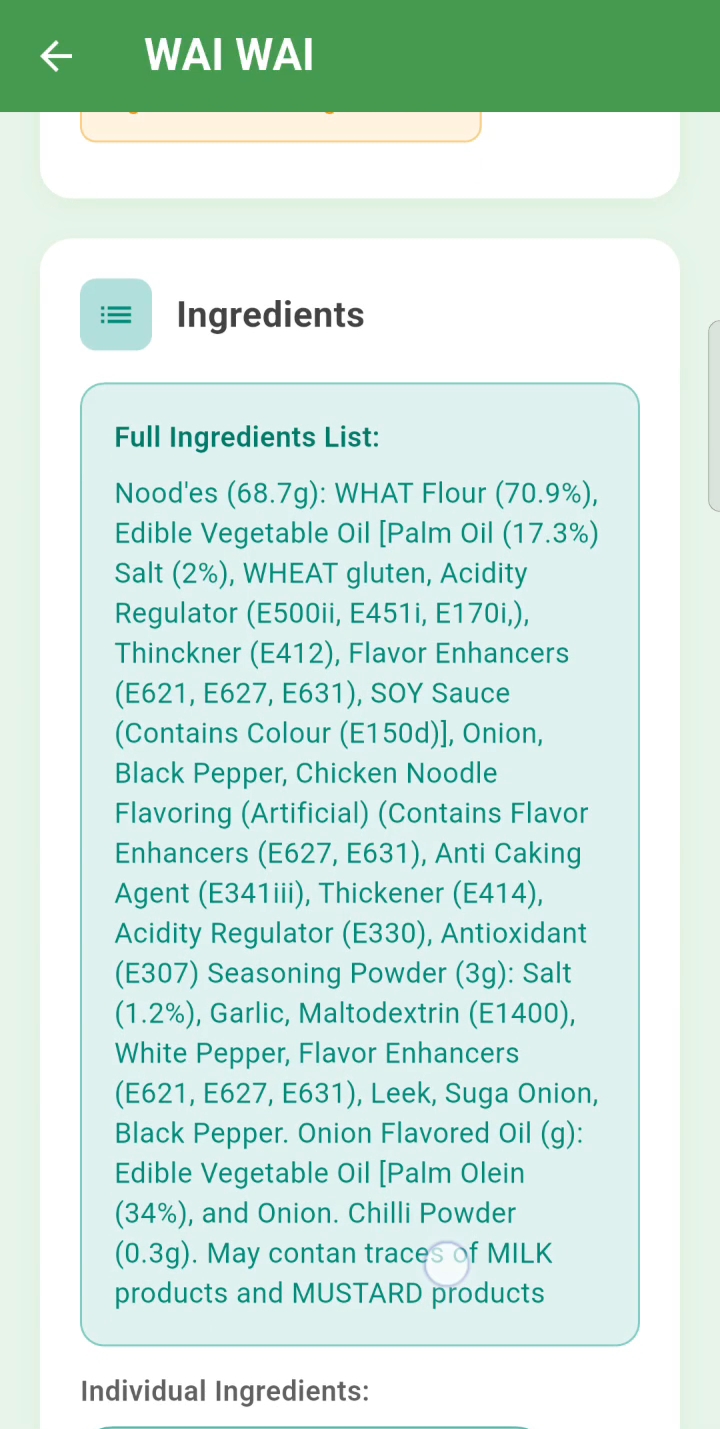 WAI WAI
Ingredients
Full Ingredients List:
Nood'es (68.7g): WHAT Flour (70.9%),
Edible Vegetable Oil [Palm Oil (17.3%)
Salt (2%), WHEAT gluten, Acidity
Regulator (E500ii, E451i, E170i,),
Thinckner (E412), Flavor Enhancers
(E621, E627, E631), SOY Sauce
(Contains Colour (E150d)], Onion,
Black Pepper, Chicken Noodle
Flavoring (Artificial) (Contains Flavor
Enhancers (E627, E631), Anti Caking
Agent (E341iii), Thickener (E414),
Acidity Regulator (E330), Antioxidant
(E307) Seasoning Powder (3g): Salt
(1.2%), Garlic, Maltodextrin (E1400),
White Pepper, Flavor Enhancers
(E621, E627, E631), Leek, Suga Onion,
Black Pepper. Onion Flavored Oil (g):
Edible Vegetable Oil [Palm Olein
(34%), and Onion. Chilli Powder
(0.3g). May contan traces of MILK
products and MUSTARD products
Individual Ingredients: